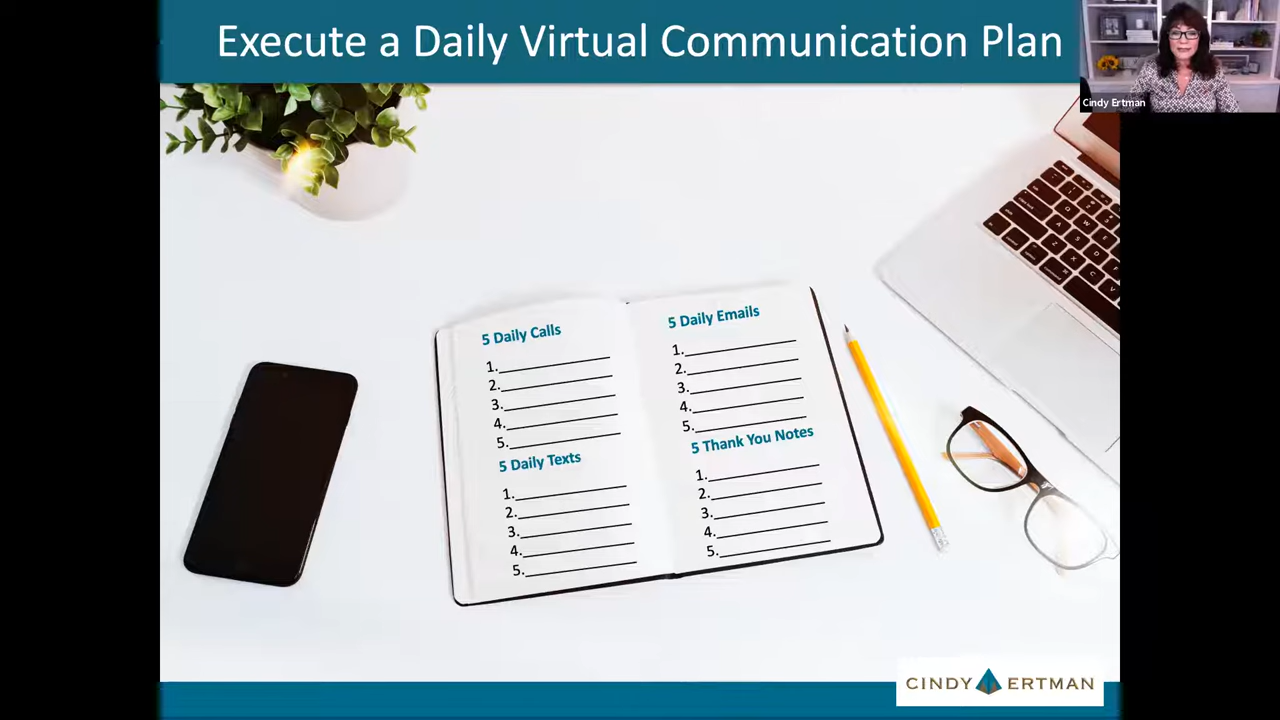 Execute a Daily Virtual Communication Plan
Cindy Ertman
5 Daily Calls
1.
2.
3.
4.
5.
5 Daily Texts
1.
2.
3.
4.
5.
5 Daily Emails
1.
2.
3.
4.
5.
5 Thank You Notes
1.
2.
3.
4.
5.
CINDY ERTMAN